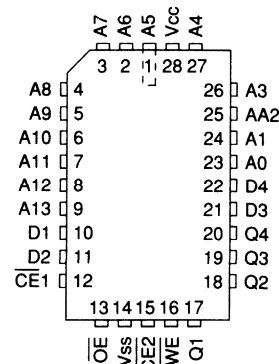 A7 A6 A5 Vcc A4
3 2 1 28 27
A8 4 26 A3
A9 5 25 AA2
A10 6 24 A1
A11 7 23 A0
A12 8 22 D4
A13 9 21 D3
D1 10 20 Q4
D2 11 19 Q3
CE1 12 18 Q2
13 14 15 16 17
OE Vss CE2 WE Q1